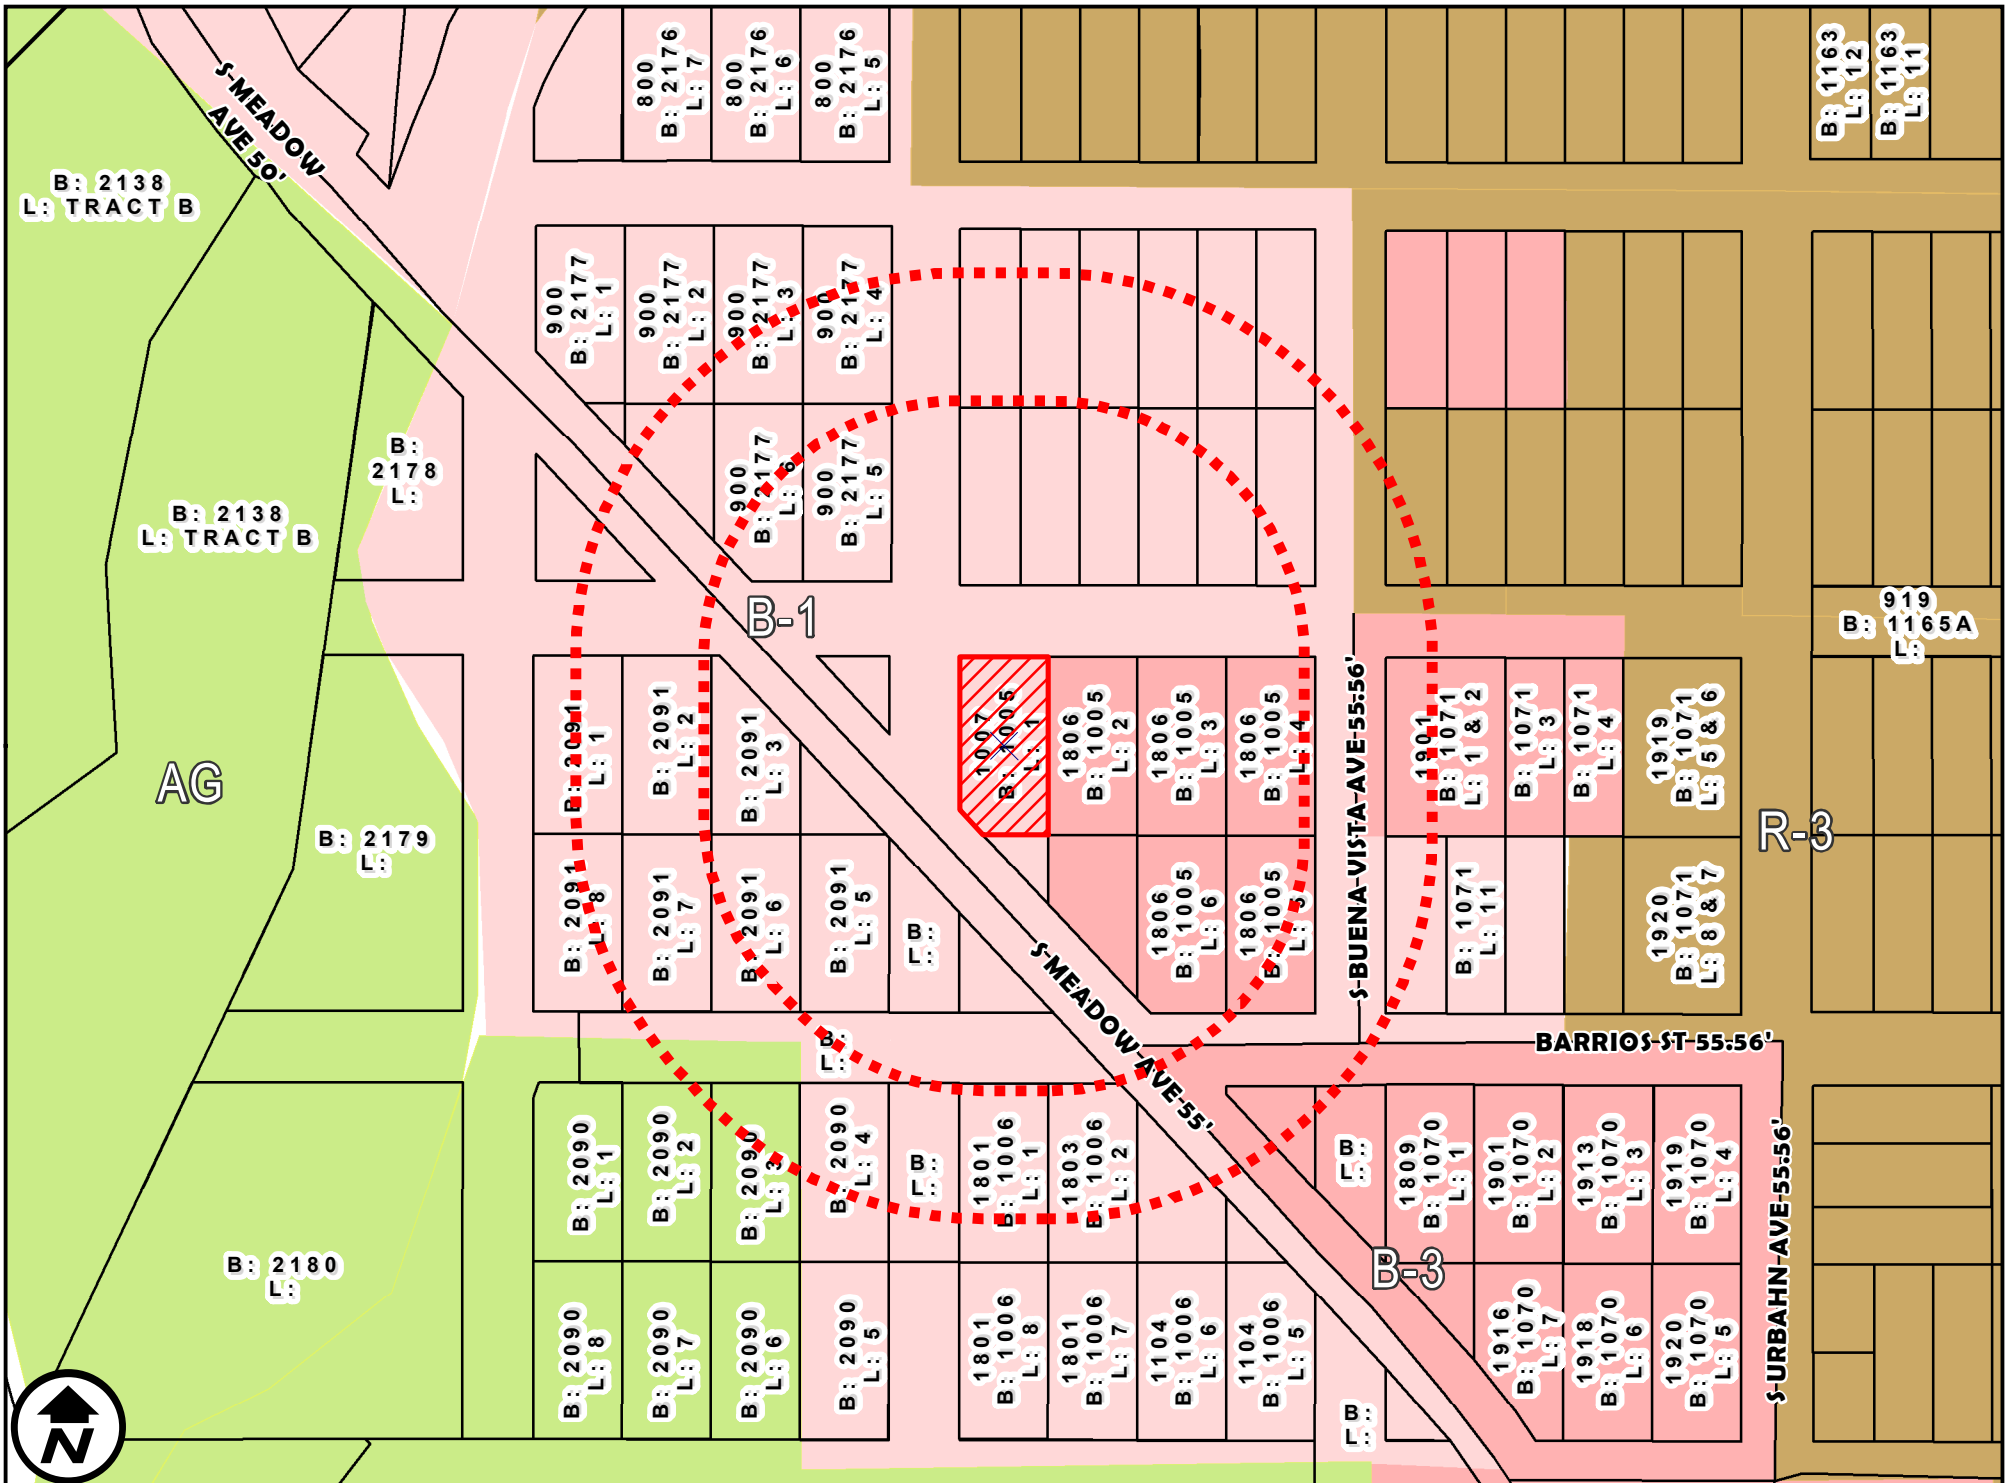 800
B: 2176
L: 7
800
B: 2176
L: 6
800
B: 2176
L: 5
B: 1163
L: 12
B: 1163
L: 11
S MEADOW
AVE 50'
B: 2138
L: TRACT B
900
B: 2177
L: 1
900
B: 2177
L: 2
900
B: 2177
L: 3
900
B: 2177
L: 4
B:
2178
L:
900
B: 2177
L: 6
900
B: 2177
L: 5
B: 2138
L: TRACT B
B-1
919
B: 1165A
L:
B: 2091
L: 1
B: 2091
L: 2
B: 2091
L: 3
1007
B: 1005
L: 1
1806
B: 1005
L: 2
1806
B: 1005
L: 3
1806
B: 1005
L: 4
S BUENA VISTA AVE 55.56'
1901
B: 1071
L: 1 & 2
B: 1071
L: 3
B: 1071
L: 4
1919
B: 1071
L: 5 & 6
AG
R-3
B: 2179
L:
B: 2091
L: 8
B: 2091
L: 7
B: 2091
L: 6
B: 2091
L: 5
B:
L:
1806
B: 1005
L: 6
1806
B: 1005
L: 5
B: 1071
L: 11
1920
B: 1071
L: 8 & 7
S MEADOW AVE 55'
BARRIOS ST 55.56'
B:
L:
B: 2090
L: 1
B: 2090
L: 2
B: 2090
L: 3
B: 2090
L: 4
B:
L:
1801
B: 1006
L: 1
1803
B: 1006
L: 2
B:
L:
1809
B: 1070
L: 1
1901
B: 1070
L: 2
1913
B: 1070
L: 3
1919
B: 1070
L: 4
S URBAHN AVE 55.56'
B: 2180
L:
B-3
B: 2090
L: 8
B: 2090
L: 7
B: 2090
L: 6
B: 2090
L: 5
1801
B: 1006
L: 8
1801
B: 1006
L: 7
1104
B: 1006
L: 6
1104
B: 1006
L: 5
B:
L:
1916
B: 1070
L: 7
1918
B: 1070
L: 6
1920
B: 1070
L: 5
N